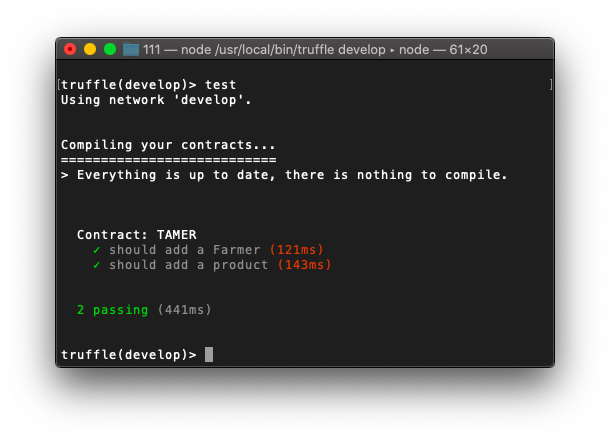 111 — node /usr/local/bin/truffle develop ▸ node — 61×20
[truffle(develop)> test ]
Using network 'develop'.
Compiling your contracts...
===========================
> Everything is up to date, there is nothing to compile.
Contract: TAMER
✓ should add a Farmer (121ms)
✓ should add a product (143ms)
2 passing (441ms)
truffle(develop)>